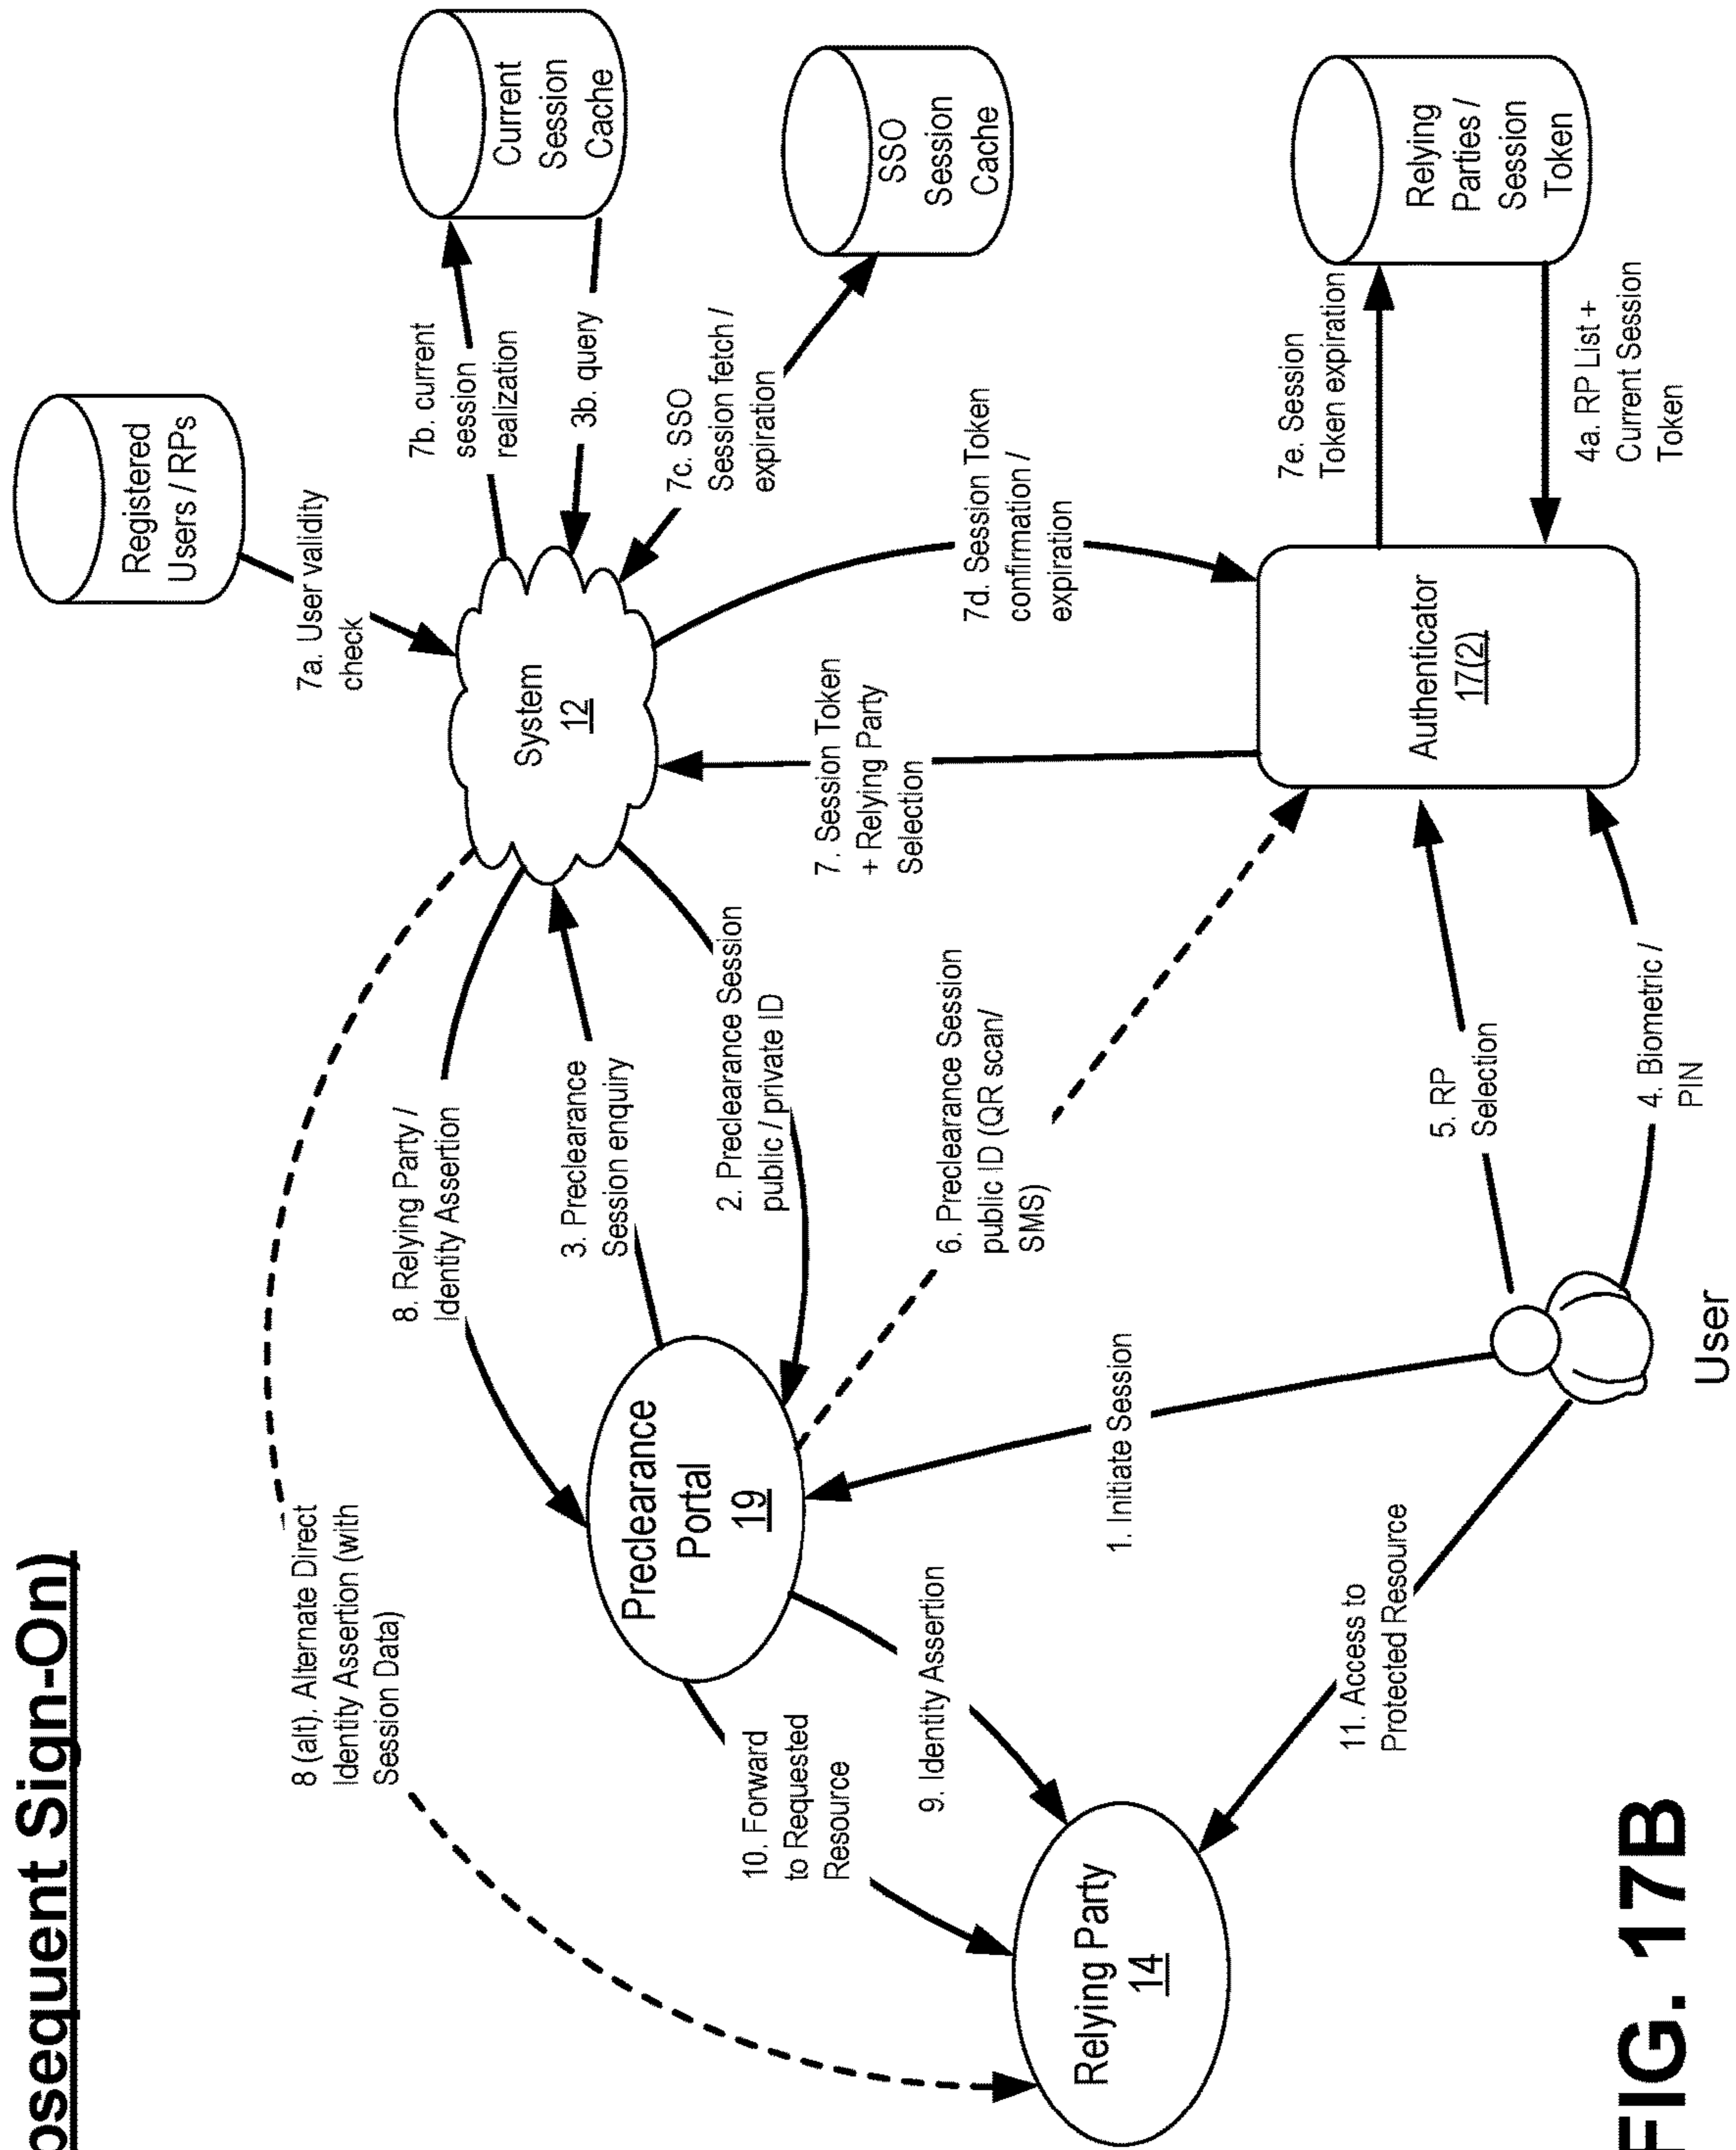 bsequent Sign-On)
Registered
Users / RPs
7a. User validity
check
8 (alt). Alternate Direct
Identity Assertion (with
Session Data)
8. Relying Party /
Identity Assertion
7b. current
session
realization
Current
Session
Cache
System
12
3b. query
3. Preclearance
Session enquiry
Preclearance
Portal
19
2. Preclearance Session
public / private ID
7c. SSO
Session fetch /
expiration
SSO
Session
Cache
10. Forward
to Requested
Resource
7. Session Token
+ Relying Party
Selection
9. Identity Assertion
6. Preclearance Session
public ID (QR scan/
SMS)
7d. Session Token
confirmation /
expiration
Relying Party
14
1. Initiate Session
7e. Session
Token expiration
Relying
Parties /
Session
Token
11. Access to
Protected Resource
5. RP
Selection
Authenticator
17(2)
4a. RP List +
Current Session
Token
4. Biometric /
PIN
User
FIG. 17B